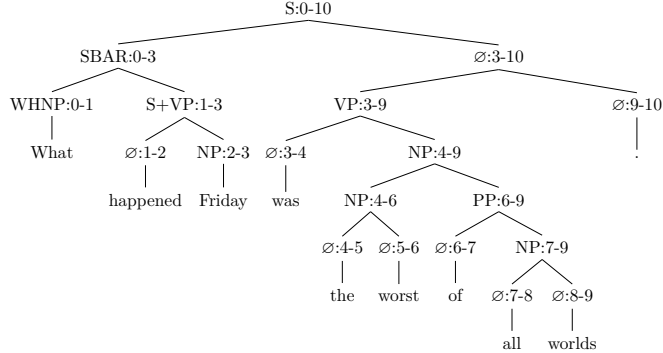 S:0-10
SBAR:0-3 ∅:3-10
WHNP:0-1 S+VP:1-3 VP:3-9 ∅:9-10
What ∅:1-2 NP:2-3 ∅:3-4 NP:4-9 .
happened Friday was NP:4-6 PP:6-9
∅:4-5 ∅:5-6 ∅:6-7 NP:7-9
the worst of ∅:7-8 ∅:8-9
all worlds